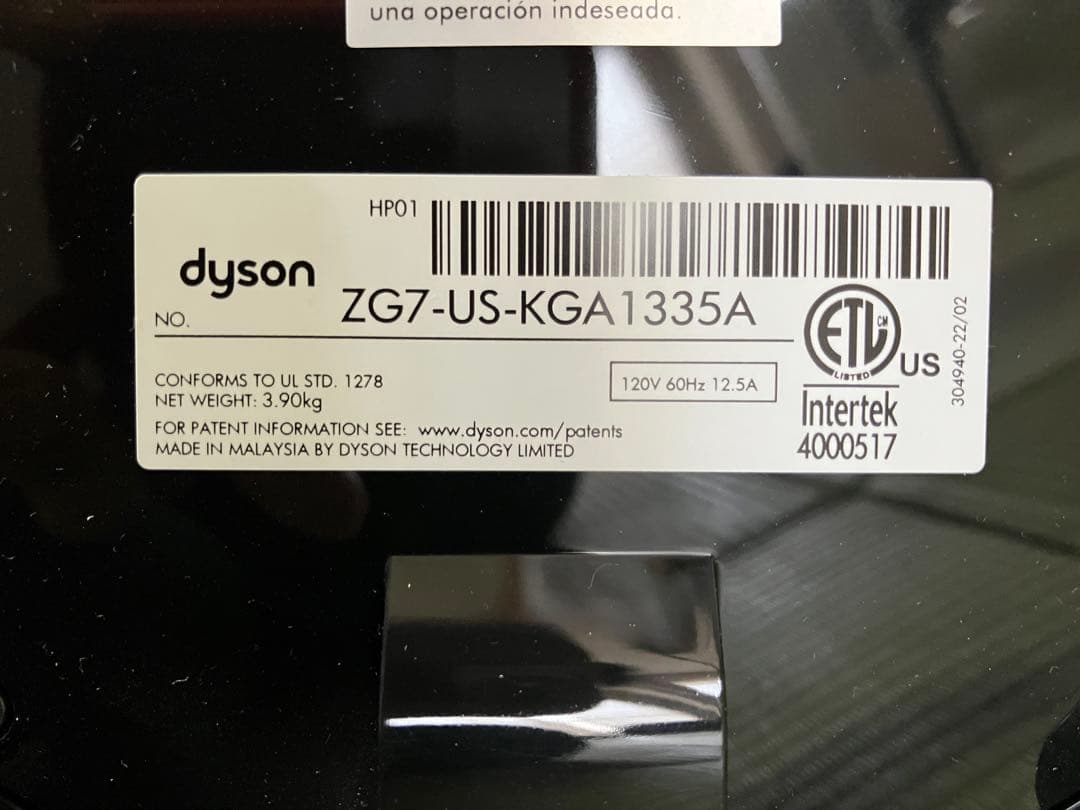 una operación indeseada.
HP01
dyson
NO. ZG7-US-KGA1335A
CONFORMS TO UL STD. 1278
NET WEIGHT: 3.90kg
120V 60Hz 12.5A
FOR PATENT INFORMATION SEE: www.dyson.com/patents
MADE IN MALAYSIA BY DYSON TECHNOLOGY LIMITED
ETL CM
LISTED
US
Intertek
4000517
304940-22/02